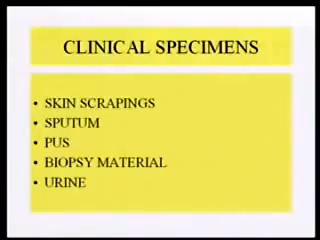 CLINICAL SPECIMENS
• SKIN SCRAPINGS
• SPUTUM
• PUS
• BIOPSY MATERIAL
• URINE